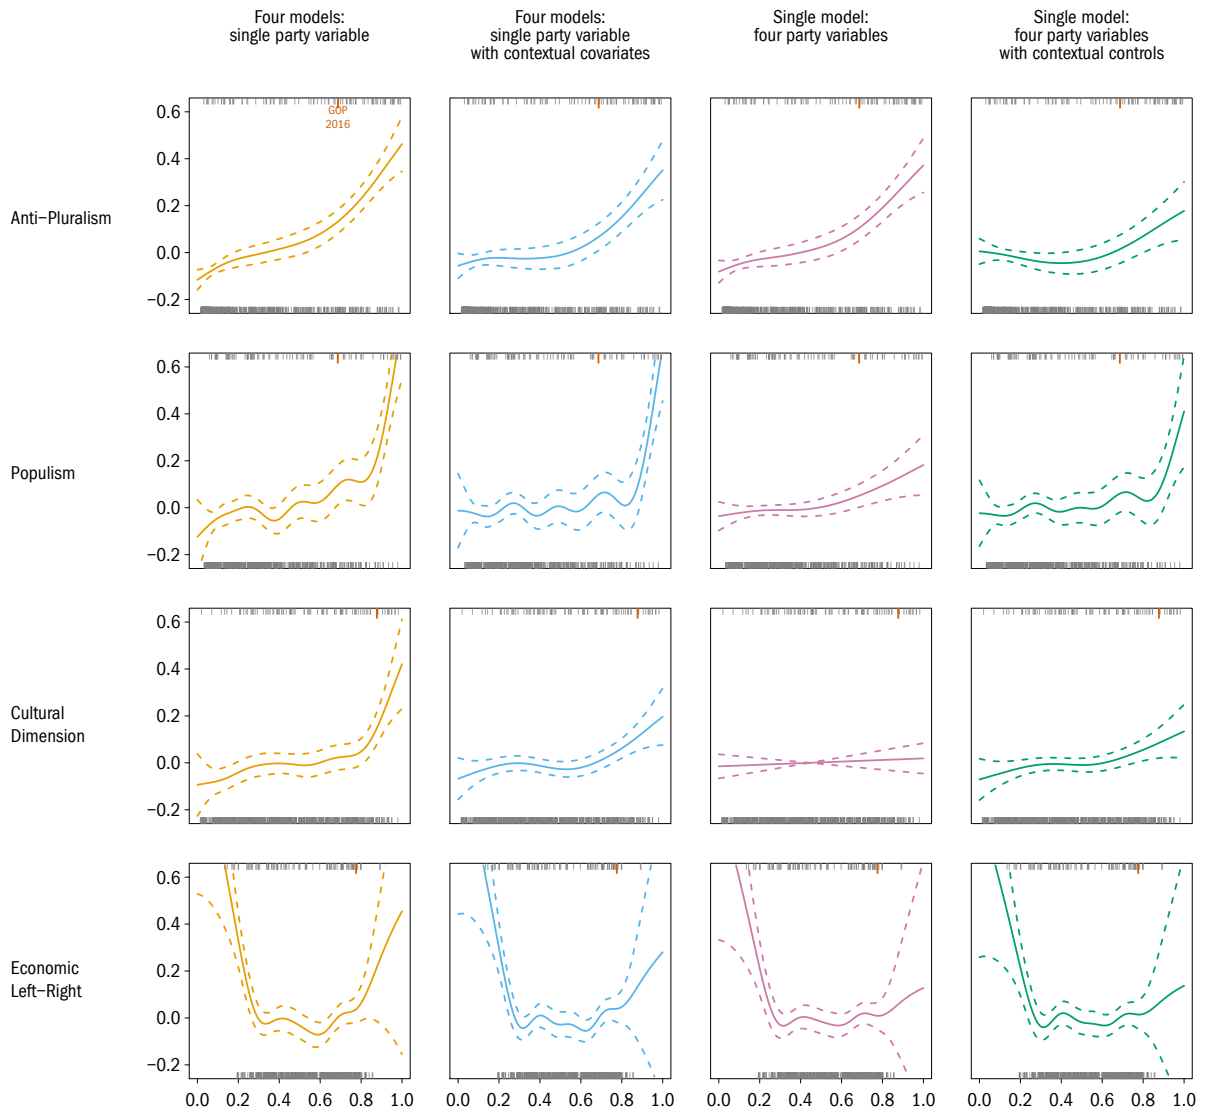 Four models:
single party variable
Four models:
single party variable
with contextual covariates
Single model:
four party variables
Single model:
four party variables
with contextual controls
Anti−Pluralism
0.6
0.4
0.2
0.0
−0.2
GOP
2016
Populism
0.6
0.4
0.2
0.0
−0.2
Cultural
Dimension
0.6
0.4
0.2
0.0
−0.2
Economic
Left−Right
0.6
0.4
0.2
0.0
−0.2
0.0 0.2 0.4 0.6 0.8 1.0
0.0 0.2 0.4 0.6 0.8 1.0
0.0 0.2 0.4 0.6 0.8 1.0
0.0 0.2 0.4 0.6 0.8 1.0